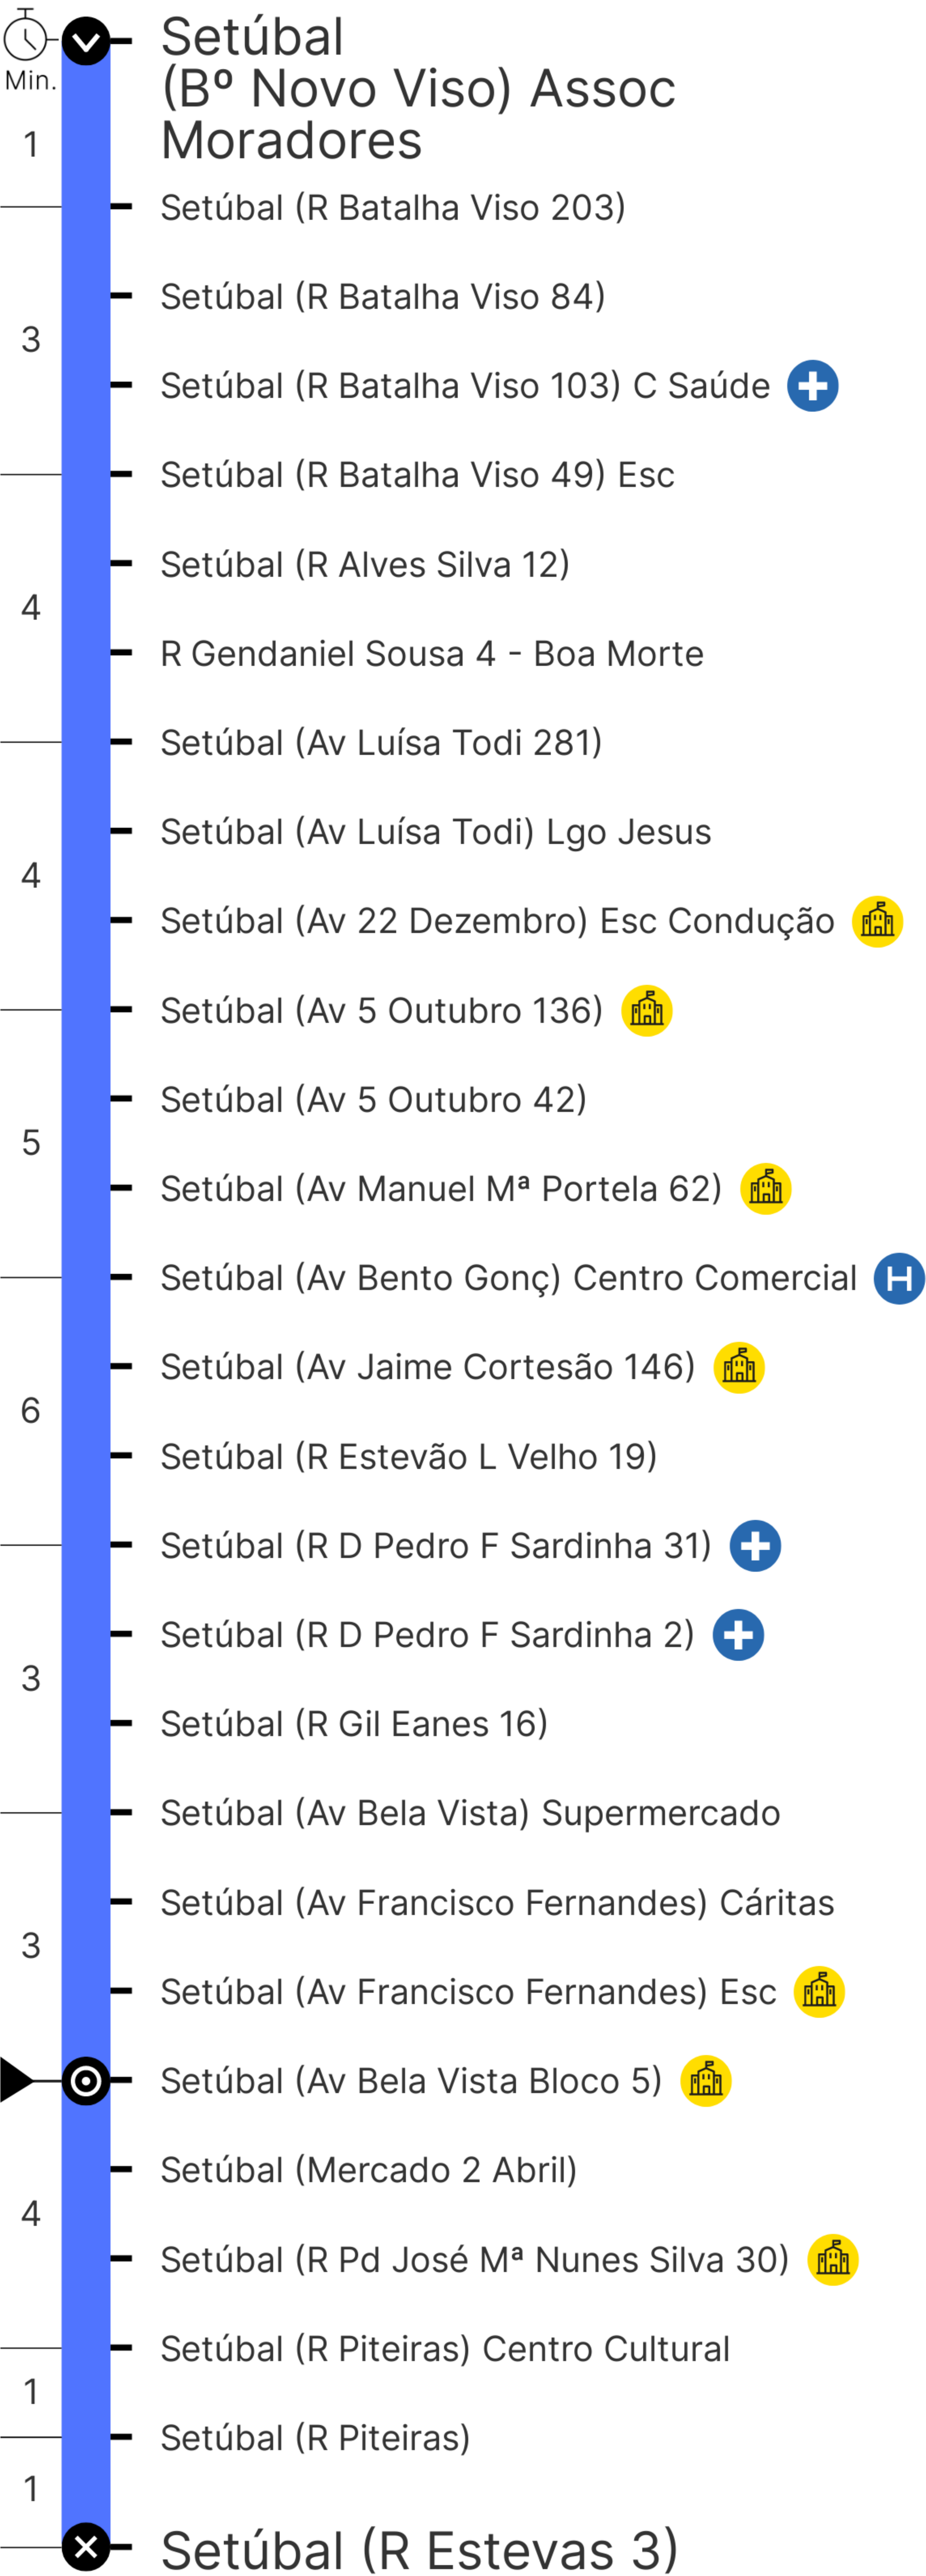 Setúbal
(Bº Novo Viso) Assoc
Moradores
Min.
1
Setúbal (R Batalha Viso 203)
Setúbal (R Batalha Viso 84)
3
Setúbal (R Batalha Viso 103) C Saúde
Setúbal (R Batalha Viso 49) Esc
Setúbal (R Alves Silva 12)
4
R Gendaniel Sousa 4 - Boa Morte
Setúbal (Av Luísa Todi 281)
Setúbal (Av Luísa Todi) Lgo Jesus
4
Setúbal (Av 22 Dezembro) Esc Condução
Setúbal (Av 5 Outubro 136)
Setúbal (Av 5 Outubro 42)
5
Setúbal (Av Manuel Mª Portela 62)
Setúbal (Av Bento Gonç) Centro Comercial H
Setúbal (Av Jaime Cortesão 146)
6
Setúbal (R Estevão L Velho 19)
Setúbal (R D Pedro F Sardinha 31)
Setúbal (R D Pedro F Sardinha 2)
3
Setúbal (R Gil Eanes 16)
Setúbal (Av Bela Vista) Supermercado
Setúbal (Av Francisco Fernandes) Cáritas
3
Setúbal (Av Francisco Fernandes) Esc
Setúbal (Av Bela Vista Bloco 5)
Setúbal (Mercado 2 Abril)
4
Setúbal (R Pd José Mª Nunes Silva 30)
Setúbal (R Piteiras) Centro Cultural
1
Setúbal (R Piteiras)
1
Setúbal (R Estevas 3)